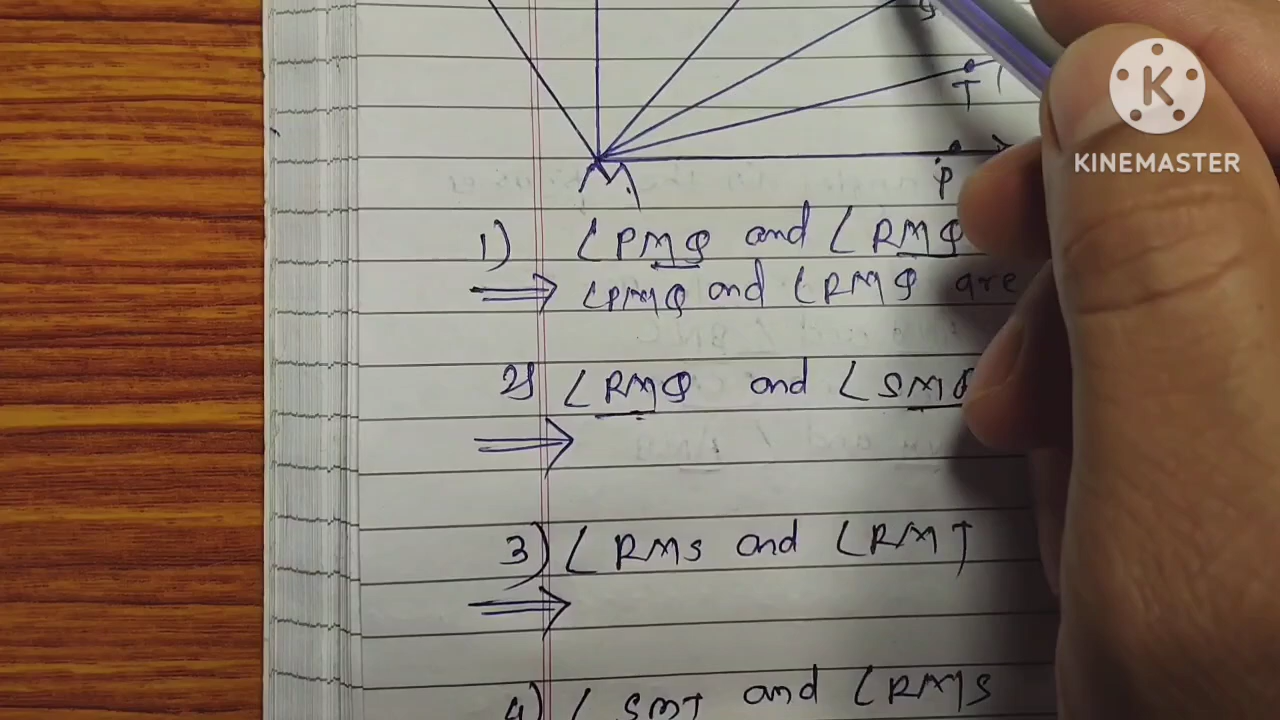 T
P
M
KINEMASTER
1) ∠PMQ and ∠RMQ
⇒ ∠PMQ and ∠RMQ are
2) ∠RMQ and ∠SMQ
⇒
3) ∠RMS and ∠RMT
⇒
4) ∠SMT and ∠RMS